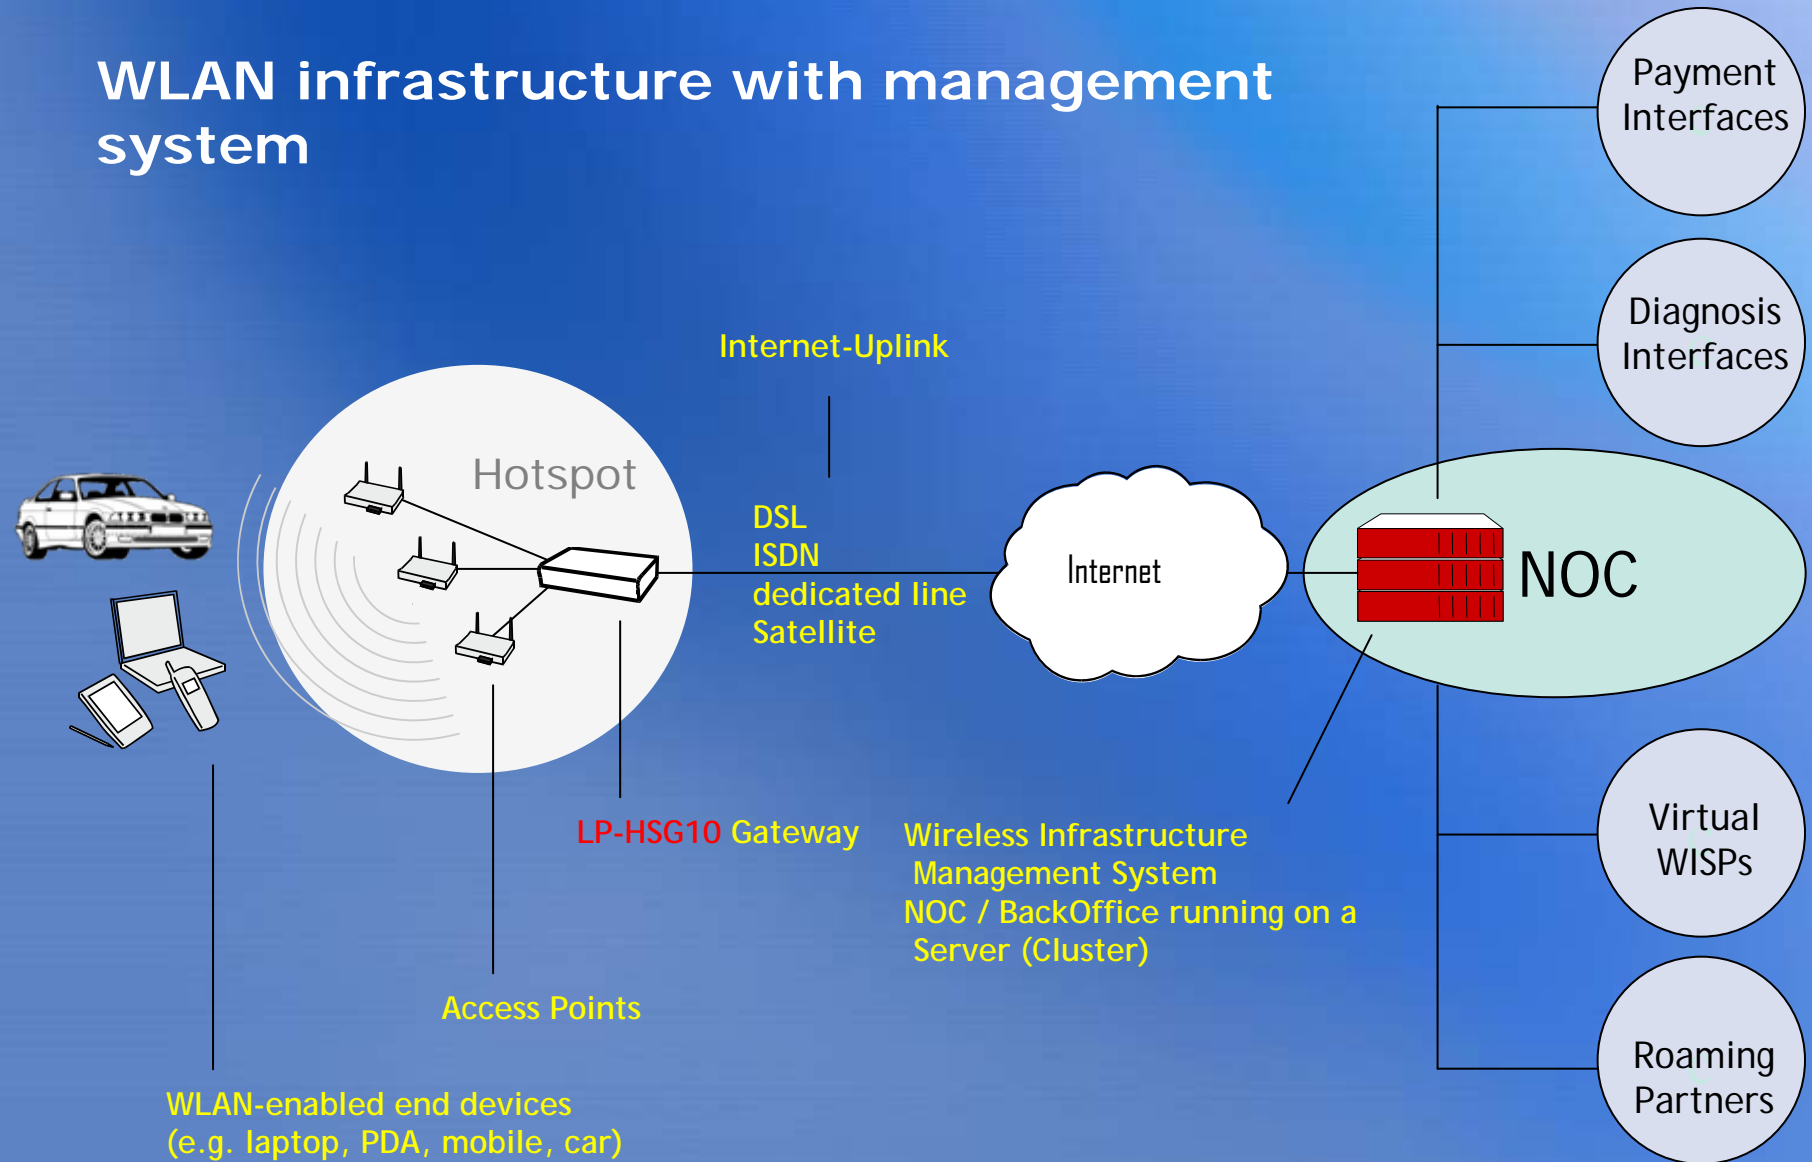 WLAN infrastructure with management
system
Payment
Interfaces
Diagnosis
Interfaces
Internet-Uplink
Hotspot
DSL
ISDN
dedicated line
Satellite
Internet
NOC
LP-HSG10 Gateway
Wireless Infrastructure
Management System
NOC / BackOffice running on a
Server (Cluster)
Virtual
WISPs
Access Points
Roaming
Partners
WLAN-enabled end devices
(e.g. laptop, PDA, mobile, car)